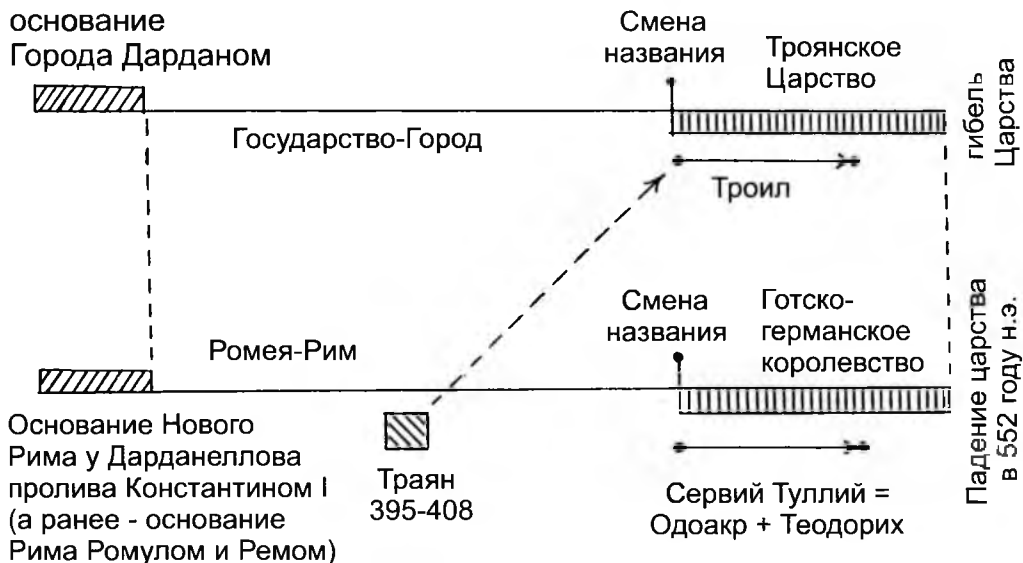 основание
Города Дарданом
Смена
названия
Троянское
Царство
гибель
Царства
Государство-Город
Троил
Смена
названия
Готско-
германское
королевство
Падение царства
в 552 году н.э.
Ромея-Рим
Основание Нового
Рима у Дарданеллова
пролива Константином I
(а ранее - основание
Рима Ромулом и Ремом)
Траян
395-408
Сервий Туллий =
Одоакр + Теодорих